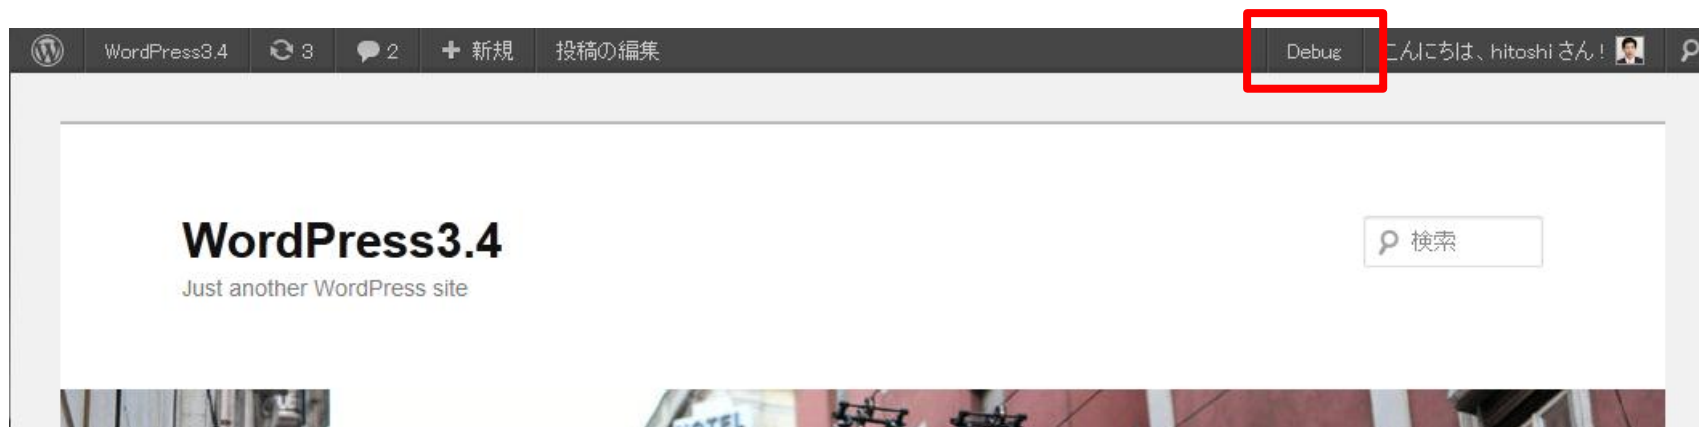 WordPress3.4 3 2 + 新規 投稿の編集 Debug こんにちは、hitoshi さん !
WordPress3.4
検索
Just another WordPress site
HOTEL